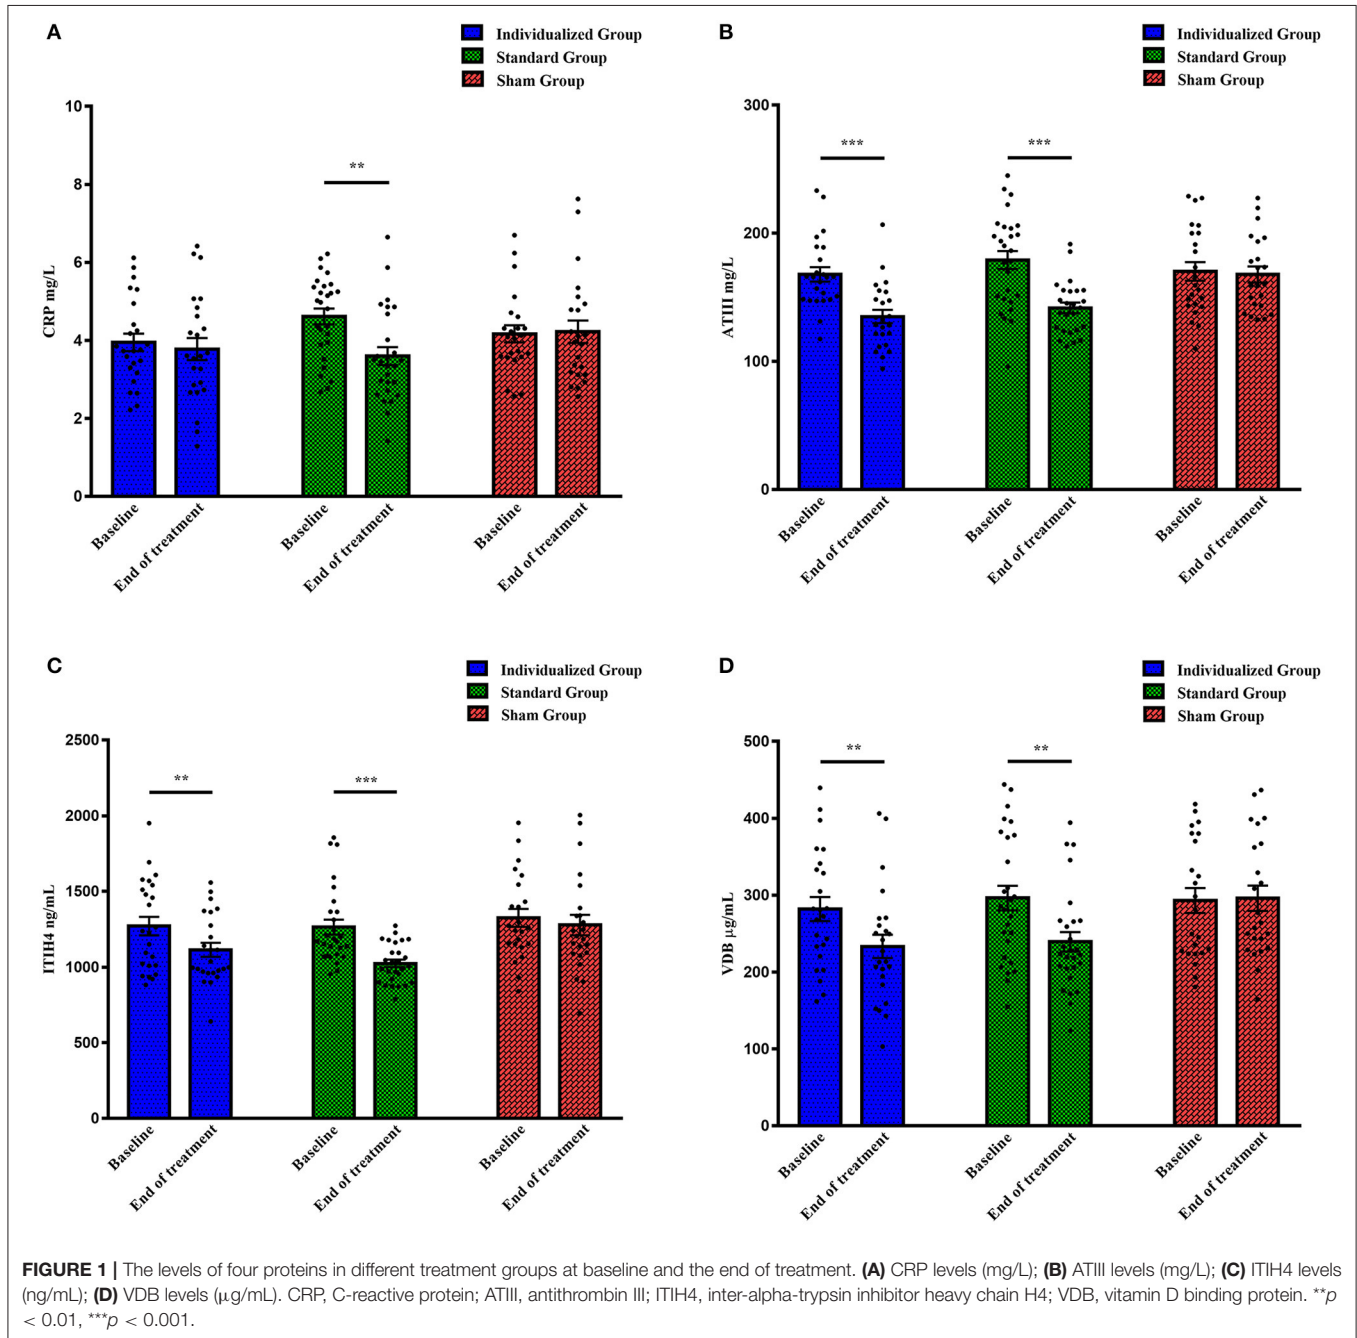 A
Individualized Group
Standard Group
Sham Group
10
8
6
4
2
0
CRP mg/L
**
Baseline
End of treatment
Baseline
End of treatment
Baseline
End of treatment
B
Individualized Group
Standard Group
Sham Group
300
200
100
0
ATIII mg/L
***
***
Baseline
End of treatment
Baseline
End of treatment
Baseline
End of treatment
C
Individualized Group
Standard Group
Sham Group
2500
2000
1500
1000
500
0
ITIH4 ng/mL
**
***
Baseline
End of treatment
Baseline
End of treatment
Baseline
End of treatment
D
Individualized Group
Standard Group
Sham Group
500
400
300
200
100
0
VDB μg/mL
**
**
Baseline
End of treatment
Baseline
End of treatment
Baseline
End of treatment
FIGURE 1 | The levels of four proteins in different treatment groups at baseline and the end of treatment. (A) CRP levels (mg/L); (B) ATIII levels (mg/L); (C) ITIH4 levels
(ng/mL); (D) VDB levels (μg/mL). CRP, C-reactive protein; ATIII, antithrombin III; ITIH4, inter-alpha-trypsin inhibitor heavy chain H4; VDB, vitamin D binding protein. **p
< 0.01, ***p < 0.001.